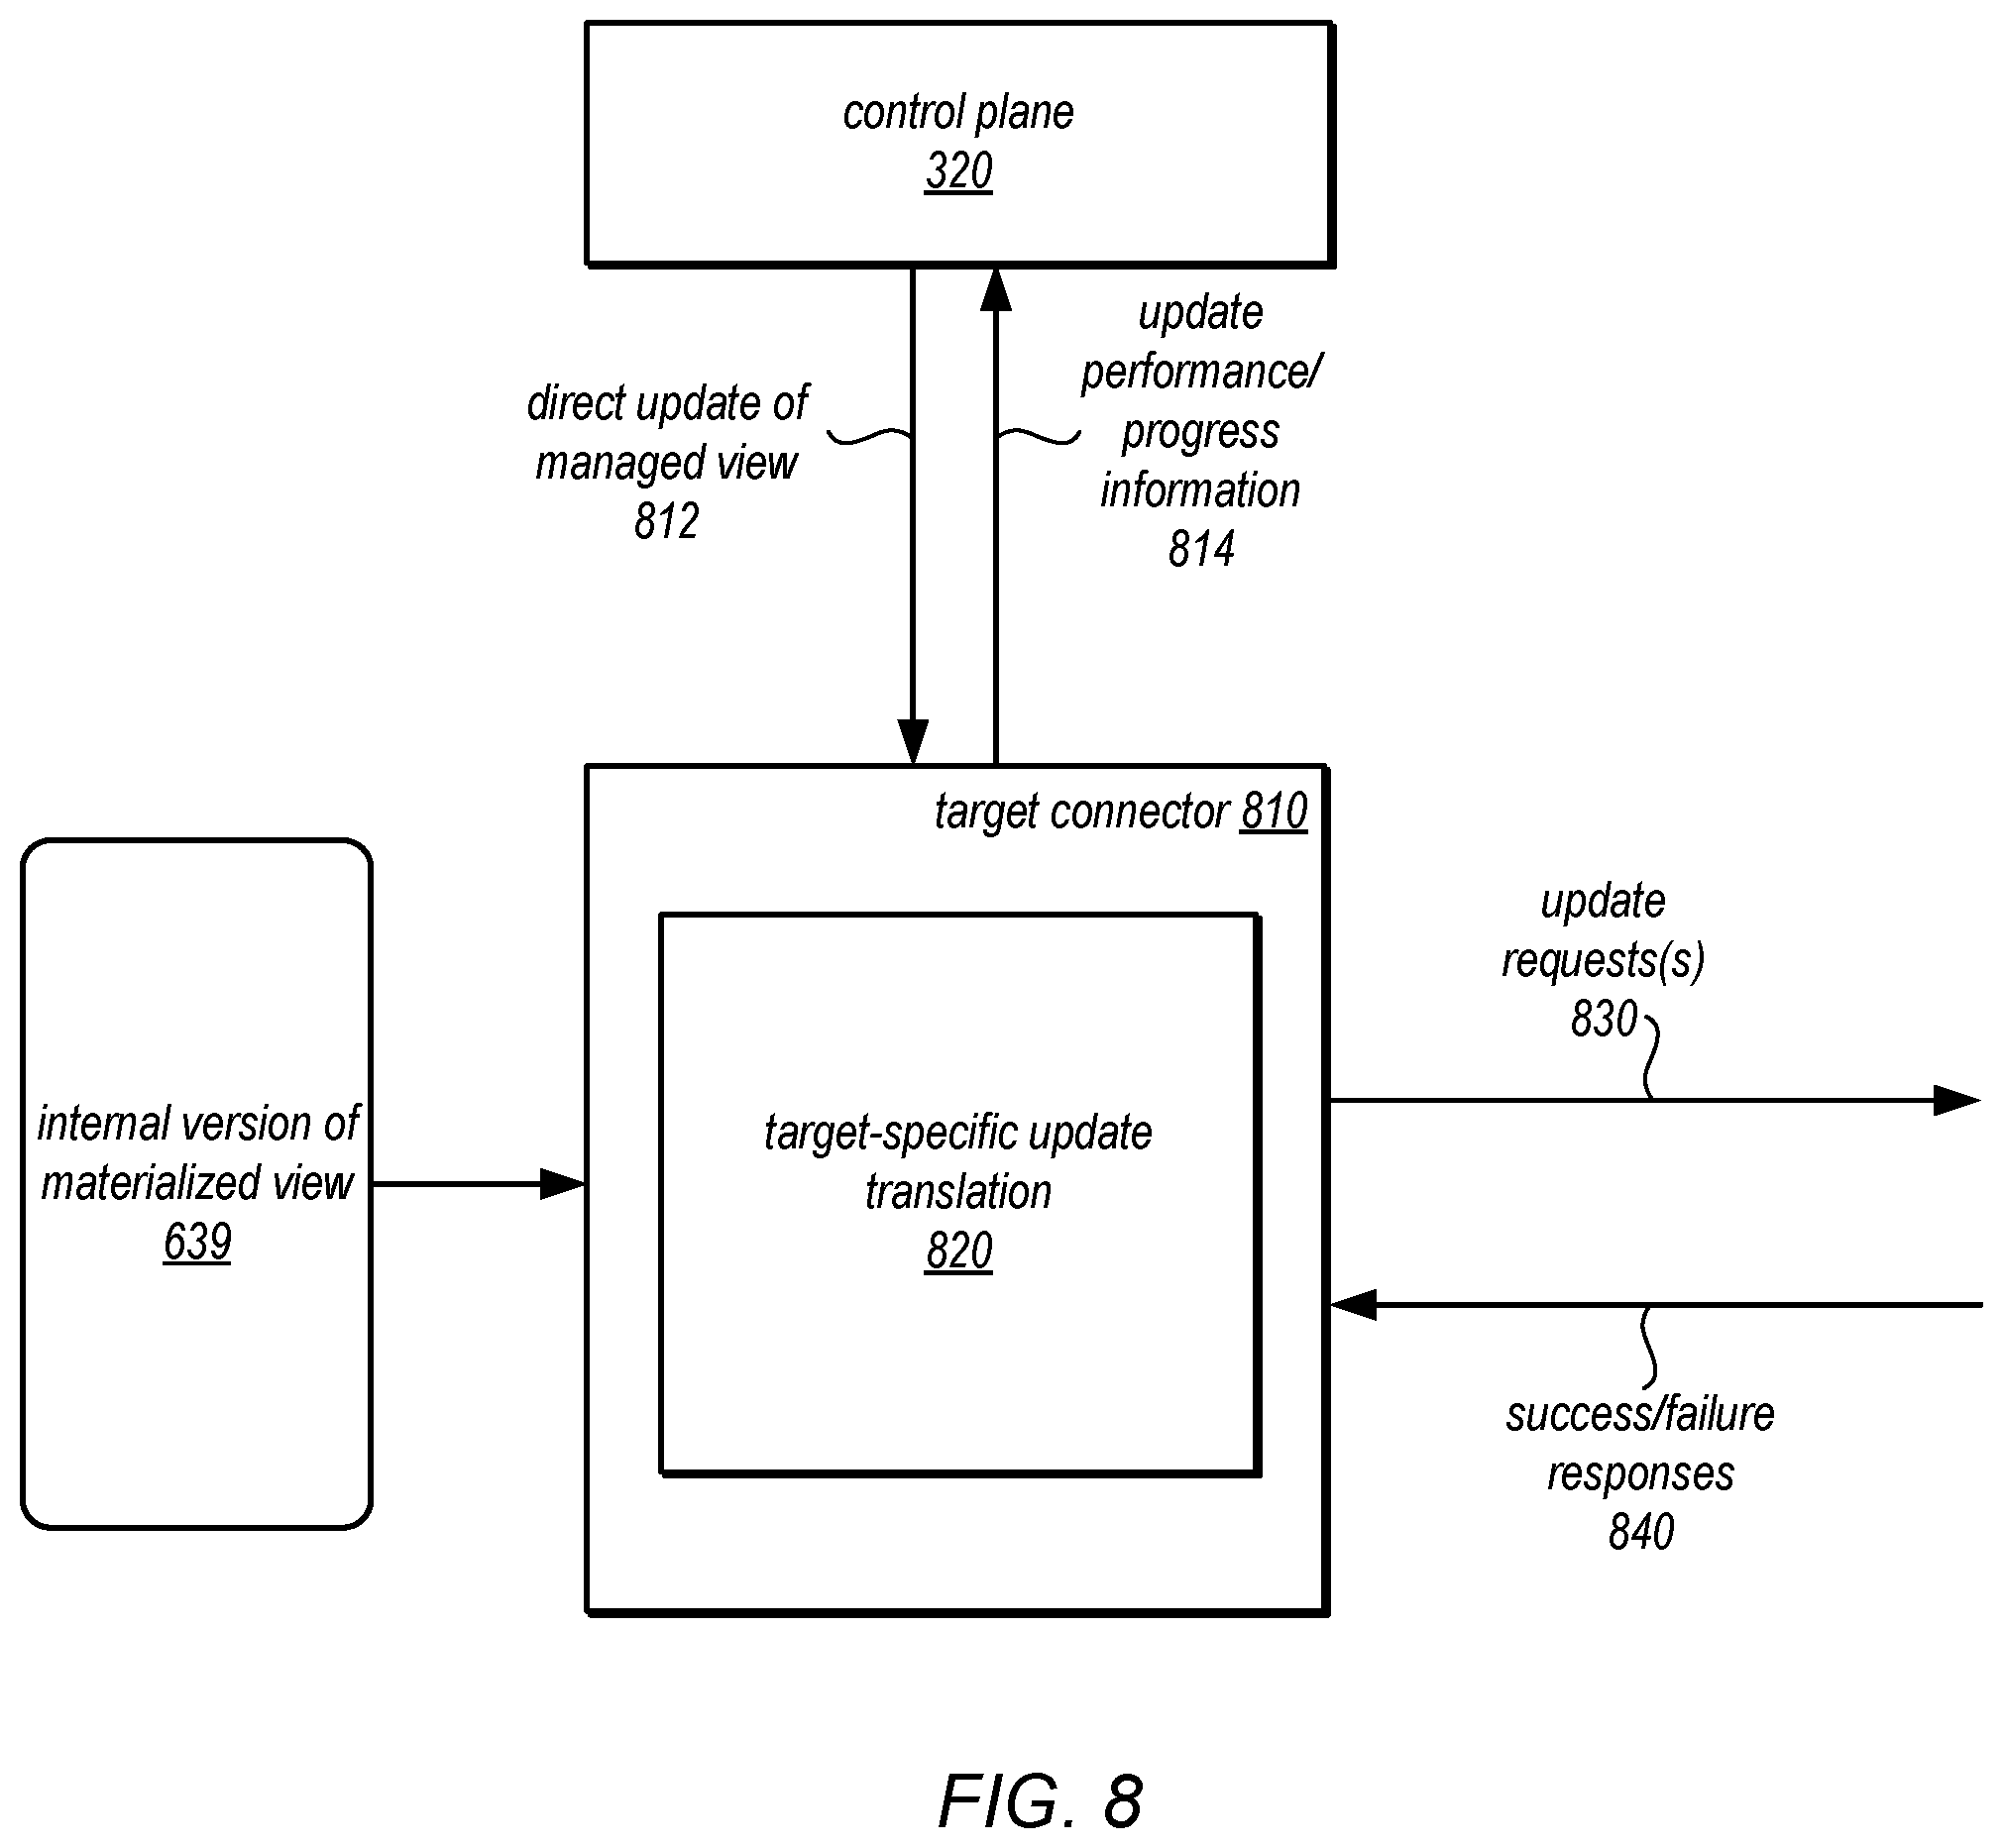 control plane
320
direct update of
managed view
812
update
performance/
progress
information
814
target connector 810
internal version of
materialized view
639
target-specific update
translation
820
update
requests(s)
830
success/failure
responses
840
FIG. 8